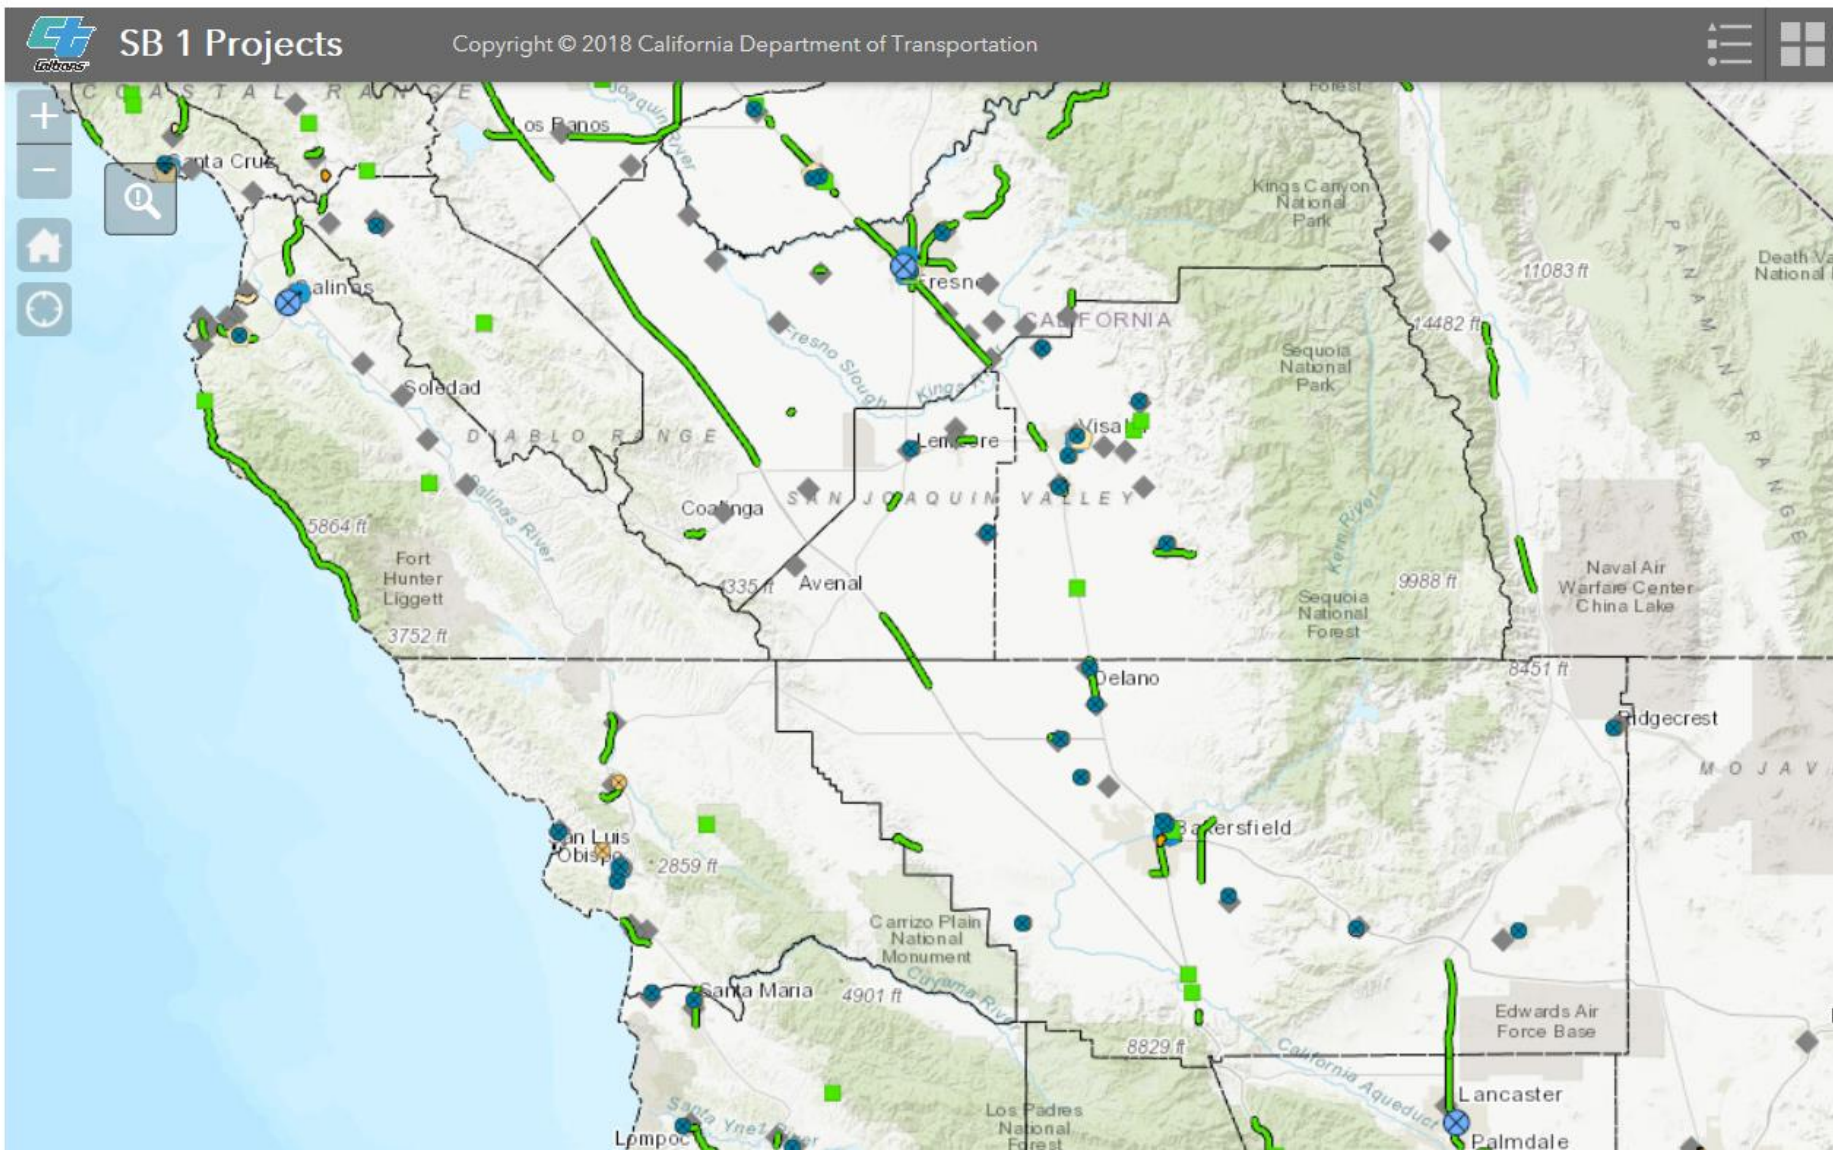 Caltrans
SB 1 Projects
Copyright © 2018 California Department of Transportation
COASTAL RANGE
Los Banos
Joaquin River
Forest
Santa Cruz
Kings Canyon
National
Park
PANAMINT RANGE
Death Va
National
11083 ft
Salinas
Fresno
CALIFORNIA
14482 ft
Fresno Slough
Kings River
Sequoia
National
Park
Soledad
DIABLO RANGE
Lemoore
Visalia
Salinas River
Coalinga
SAN JOAQUIN VALLEY
Kern River
5864 ft
Fort
Hunter
Liggett
4335 ft
Avenal
9988 ft
Naval Air
Warfare Center
China Lake
Sequoia
National
Forest
3752 ft
8451 ft
Delano
Ridgecrest
MOJAV
San Luis
Obispo
2859 ft
Bakersfield
Carrizo Plain
National
Monument
Cuyama River
Santa Maria
4901 ft
Edwards Air
Force Base
8829 ft
California Aqueduct
Lancaster
Los Padres
National
Forest
Santa Ynez River
Lompoc
Palmdale